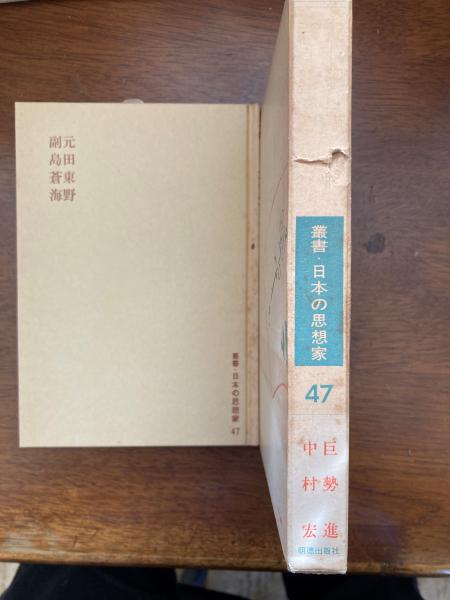 元田東野
副島蒼海
叢書・日本の思想家 47
叢書・日本の思想家
47
巨勢進
中村宏
明徳出版社